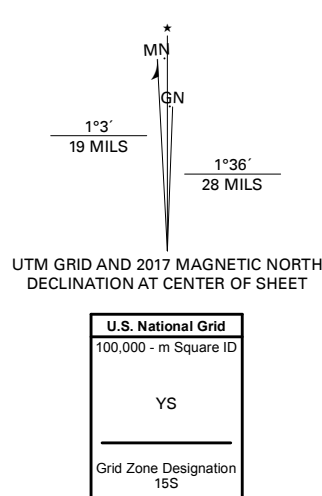 ★
MN
GN
1°3´
19 MILS
1°36´
28 MILS
UTM GRID AND 2017 MAGNETIC NORTH
DECLINATION AT CENTER OF SHEET
U.S. National Grid
100,000 - m Square ID
YS
Grid Zone Designation
15S